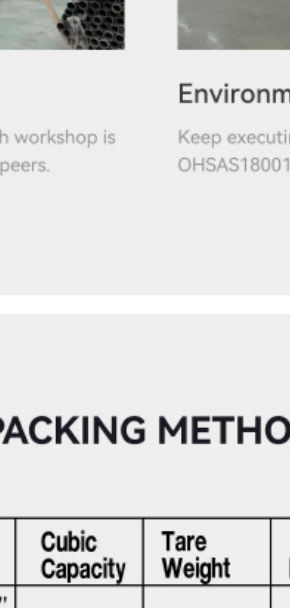 Environm
h workshop is
peers.
Keep executi
OHSAS18001
PACKING METHO
Cubic
Capacity
Tare
Weight
"